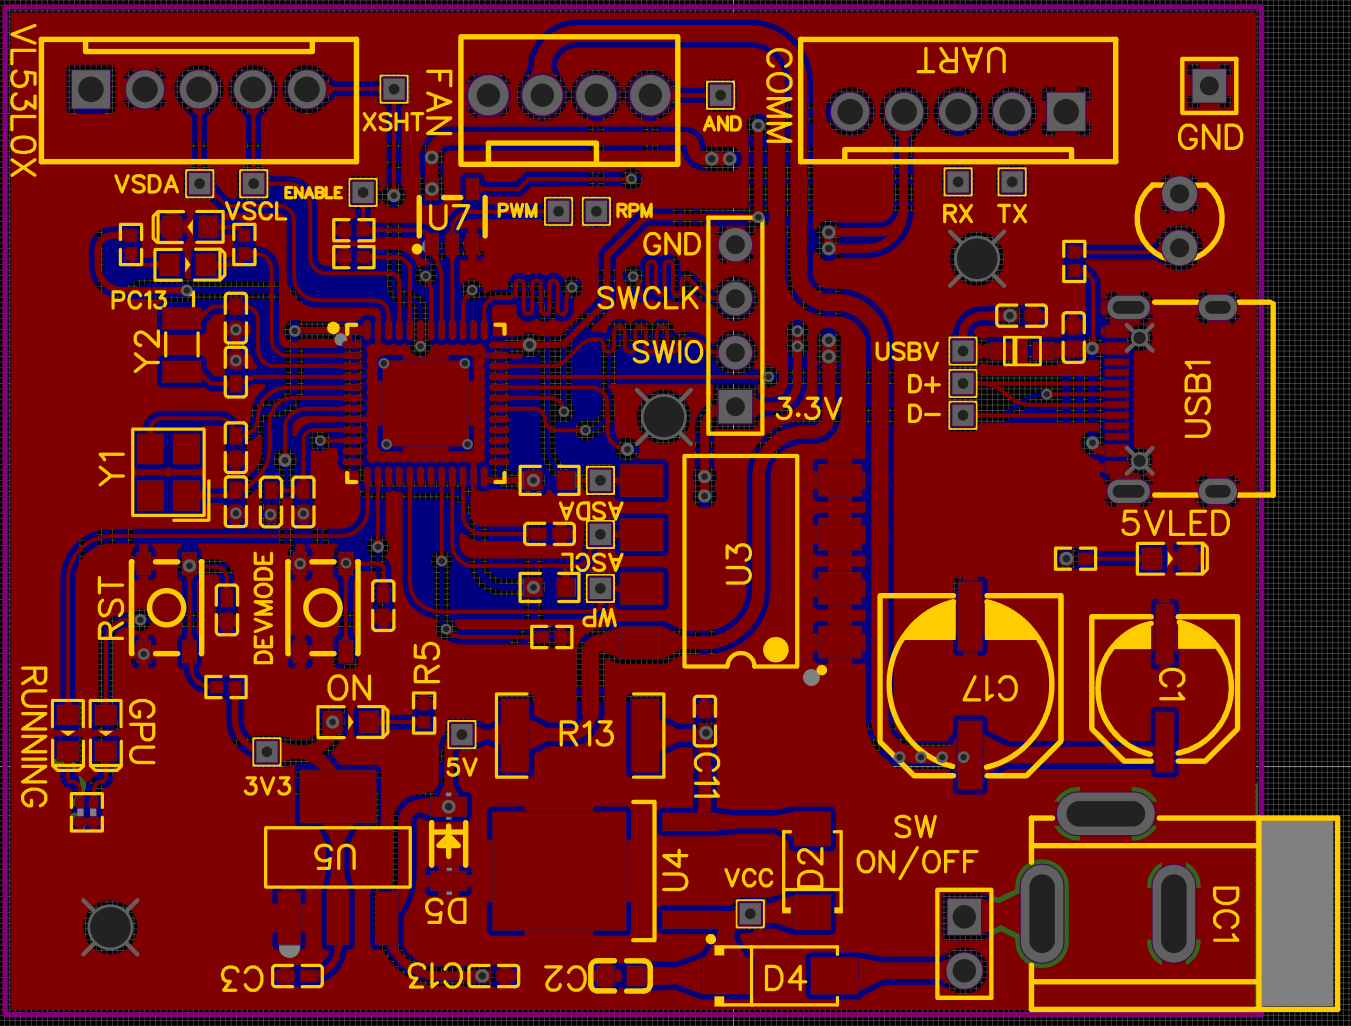 VL53L0X
XSHT
FAN
AND
COMM
UART
GND
VSDA
VSCL
ENABLE
U7
PWM
RPM
RX
TX
GND
SWCLK
SWIO
3.3V
PC13
Y2
USBV
D+
D-
USB1
Y1
ASDA
ASCL
WP
U3
5VLED
RST
DEVMODE
RUNNING
GPU
ON
R5
C17
C1
3V3
5V
R13
C11
U5
D5
U4
VCC
D2
SW
ON/OFF
DC1
C3
C13
C2
D4